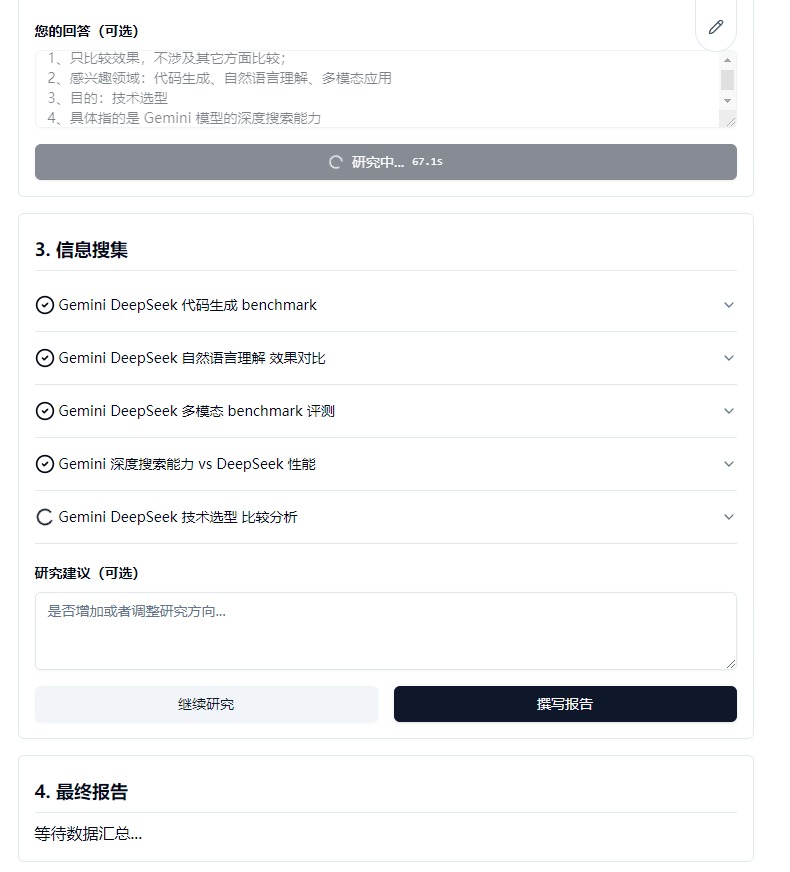 您的回答（可选）
1、只比较效果，不涉及其它方面比较；
2、感兴趣领域：代码生成、自然语言理解、多模态应用
3、目的：技术选型
4、具体指的是 Gemini 模型的深度搜索能力
研究中... 67.1s
3. 信息搜集
Gemini DeepSeek 代码生成 benchmark
Gemini DeepSeek 自然语言理解 效果对比
Gemini DeepSeek 多模态 benchmark 评测
Gemini 深度搜索能力 vs DeepSeek 性能
Gemini DeepSeek 技术选型 比较分析
研究建议（可选）
是否增加或者调整研究方向...
继续研究
撰写报告
4. 最终报告
等待数据汇总...